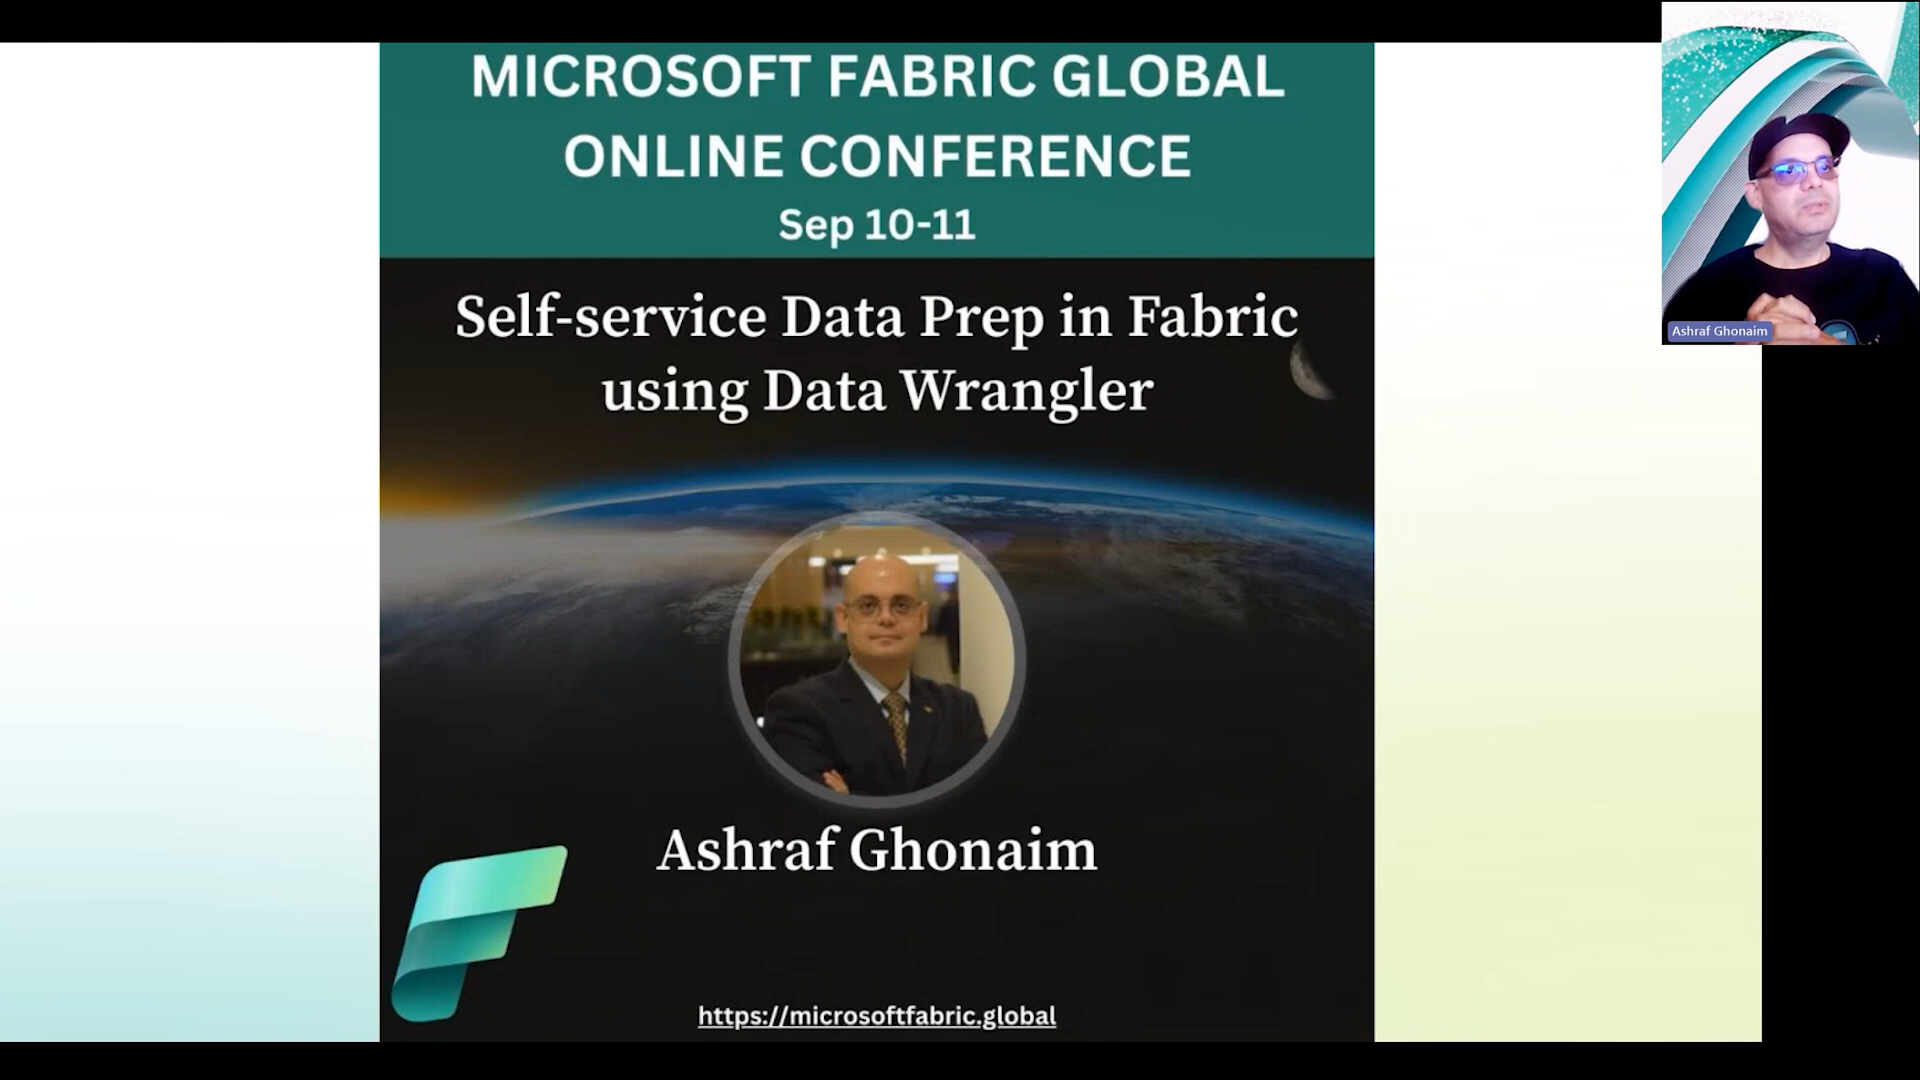 MICROSOFT FABRIC GLOBAL
ONLINE CONFERENCE
Sep 10-11
Self-service Data Prep in Fabric
using Data Wrangler
Ashraf Ghonaim
https://microsoftfabric.global
Ashraf Ghonaim